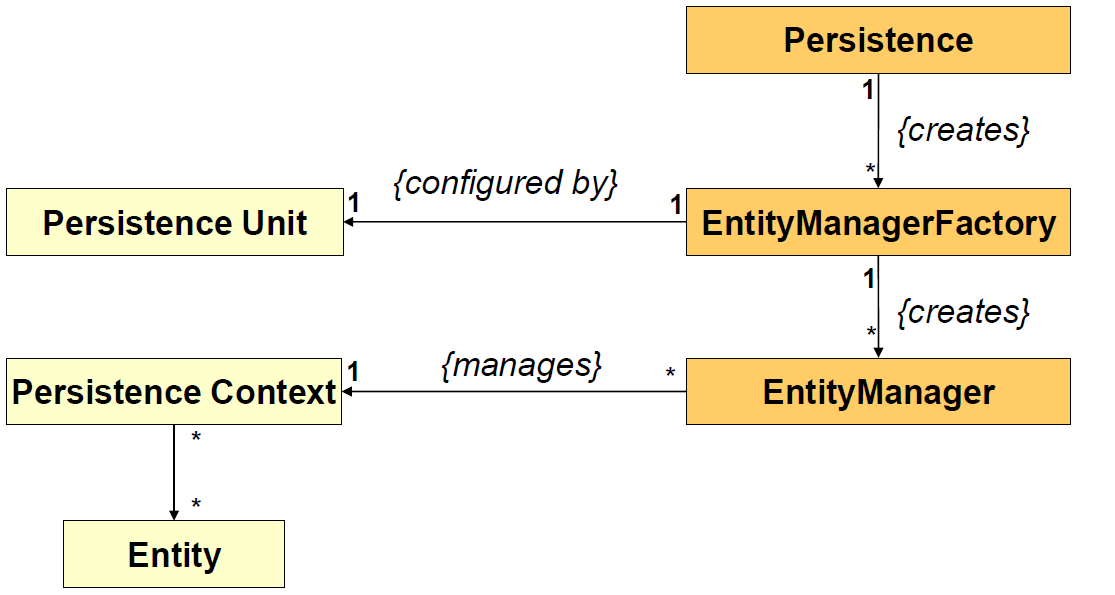 Persistence
1
{creates}
*
{configured by}
1
1
Persistence Unit
EntityManagerFactory
1
{creates}
*
{manages}
1
*
Persistence Context
EntityManager
*
*
Entity